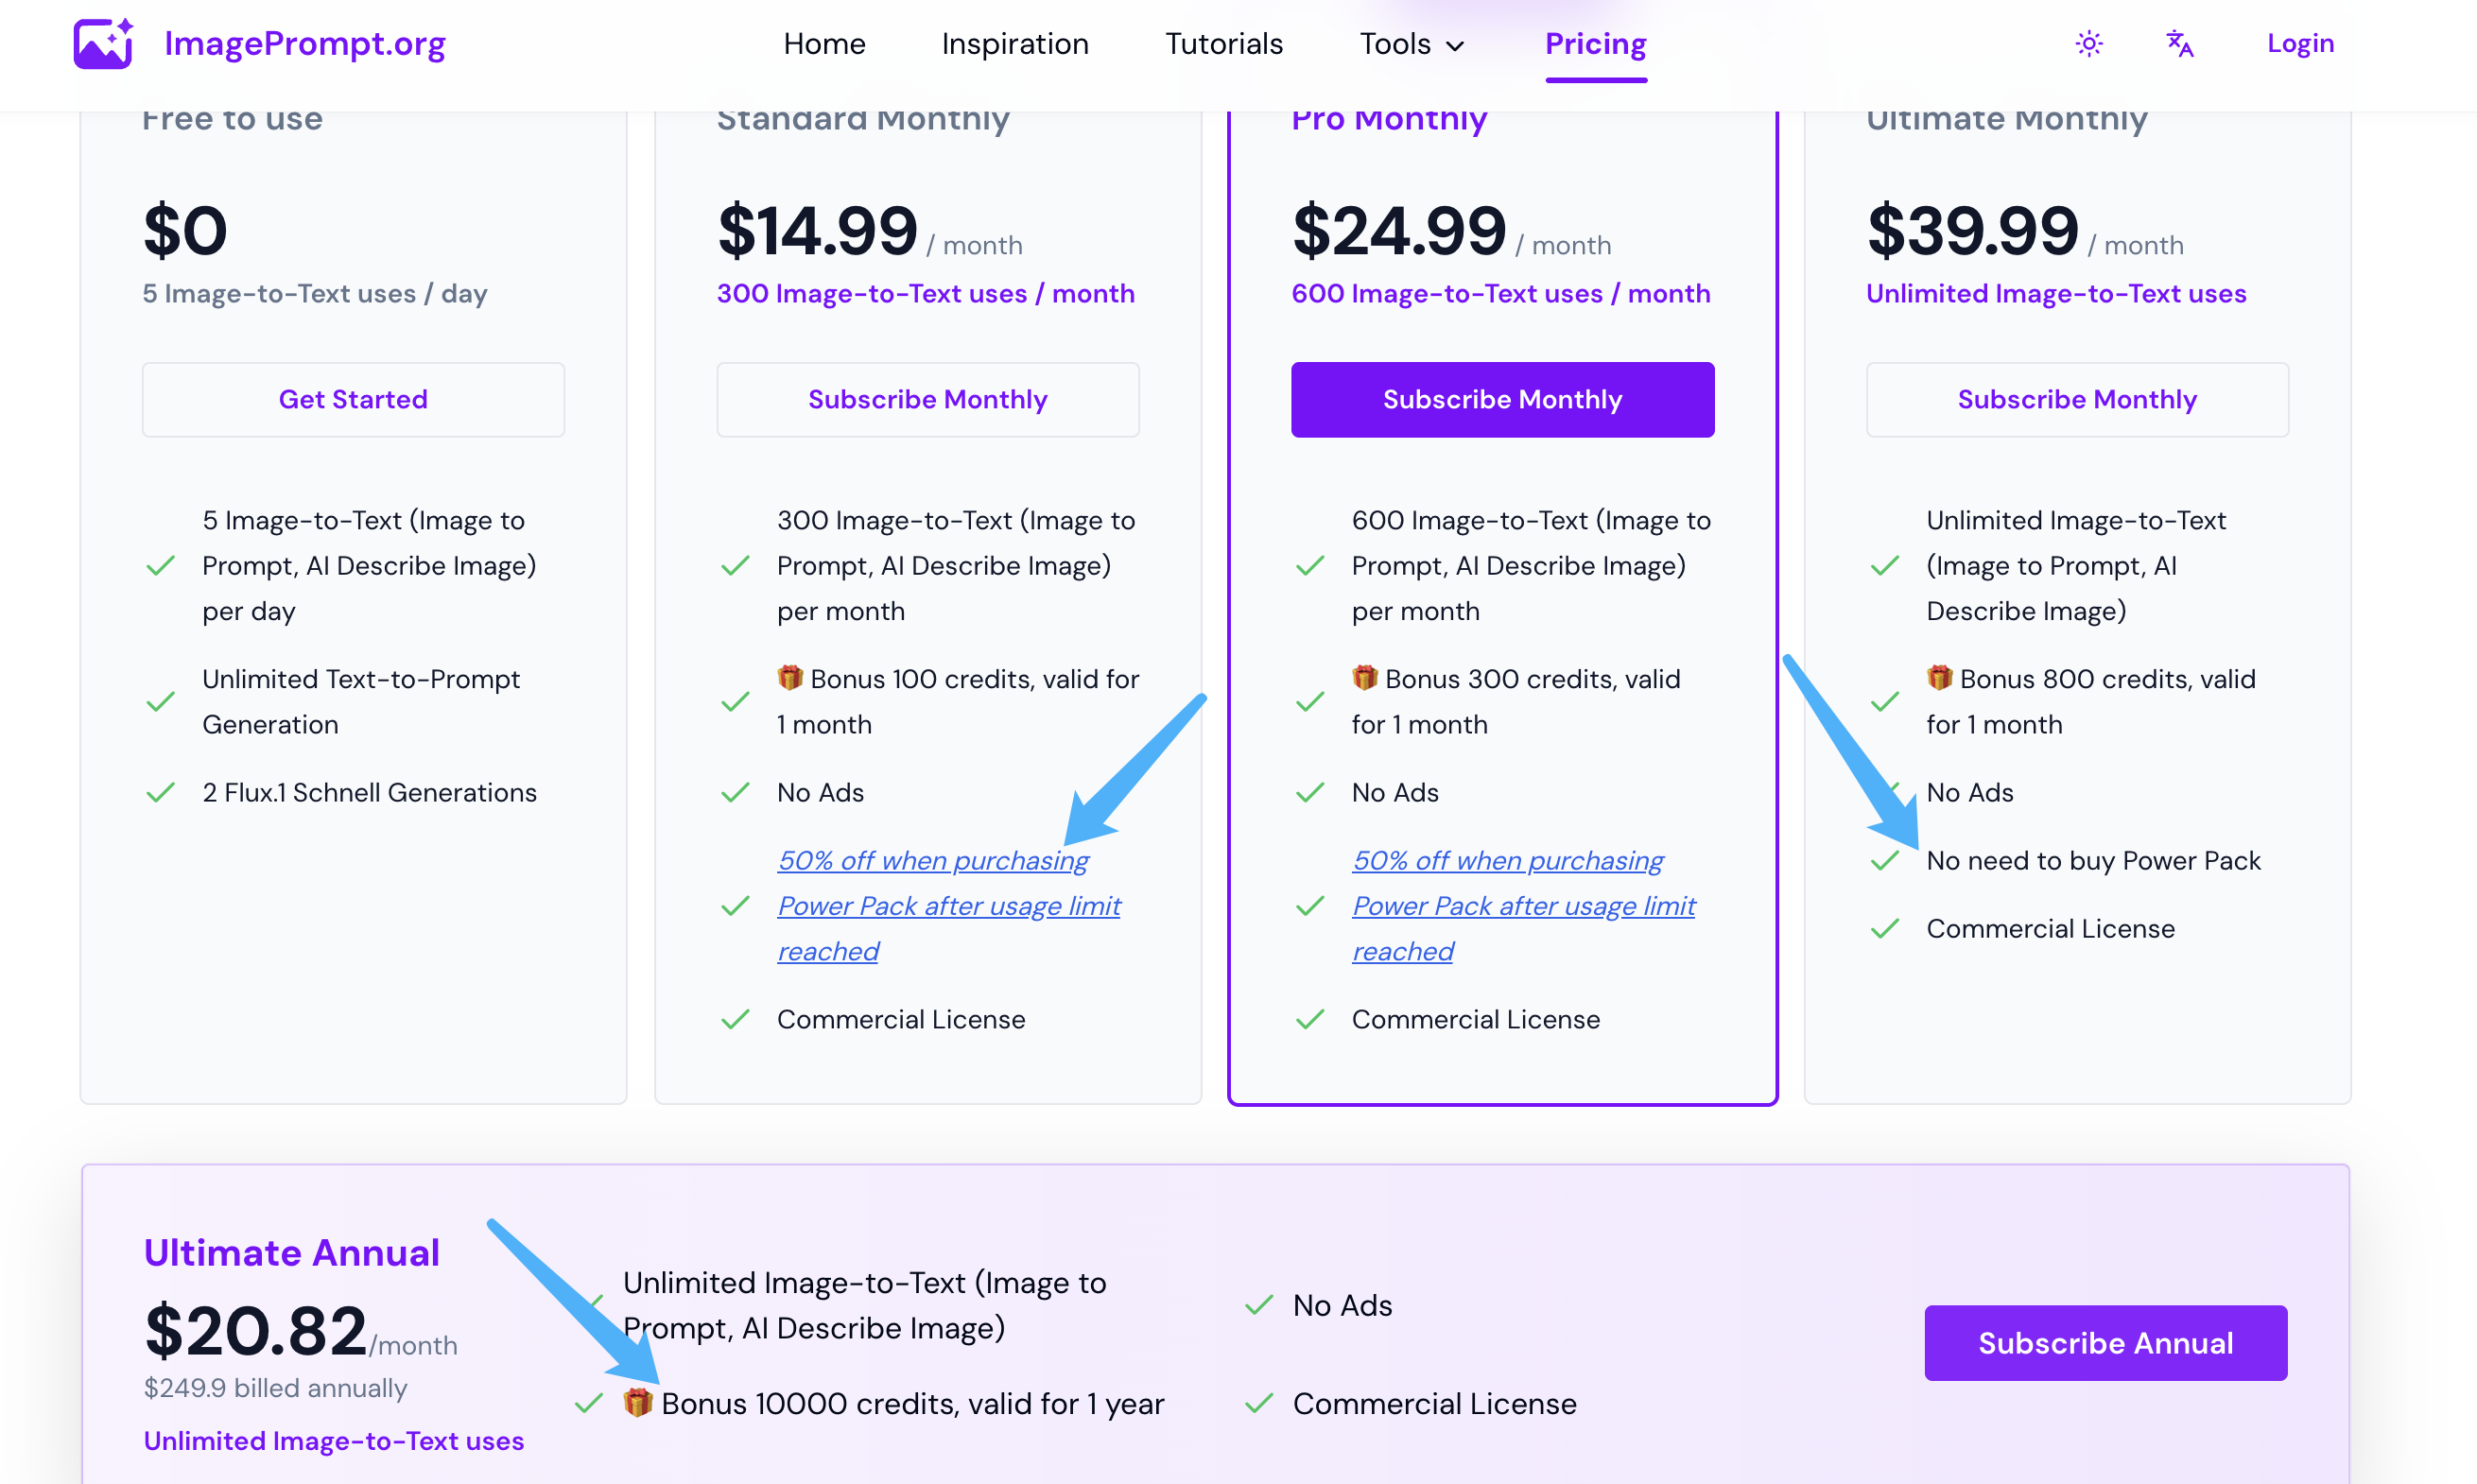 ImagePrompt.org
Home
Inspiration
Tutorials
Tools
Pricing
Login
Free to use
$0
5 Image-to-Text uses / day
Get Started
5 Image-to-Text (Image to
Prompt, AI Describe Image)
per day
Unlimited Text-to-Prompt
Generation
2 Flux.1 Schnell Generations
Standard Monthly
$14.99 / month
300 Image-to-Text uses / month
Subscribe Monthly
300 Image-to-Text (Image to
Prompt, AI Describe Image)
per month
🎁 Bonus 100 credits, valid for
1 month
No Ads
50% off when purchasing
Power Pack after usage limit
reached
Commercial License
Pro Monthly
$24.99 / month
600 Image-to-Text uses / month
Subscribe Monthly
600 Image-to-Text (Image to
Prompt, AI Describe Image)
per month
🎁 Bonus 300 credits, valid
for 1 month
No Ads
50% off when purchasing
Power Pack after usage limit
reached
Commercial License
Ultimate Monthly
$39.99 / month
Unlimited Image-to-Text uses
Subscribe Monthly
Unlimited Image-to-Text
(Image to Prompt, AI
Describe Image)
🎁 Bonus 800 credits, valid
for 1 month
No Ads
No need to buy Power Pack
Commercial License
Ultimate Annual
$20.82/month
$249.9 billed annually
Unlimited Image-to-Text uses
Unlimited Image-to-Text (Image to
Prompt, AI Describe Image)
🎁 Bonus 10000 credits, valid for 1 year
No Ads
Commercial License
Subscribe Annual